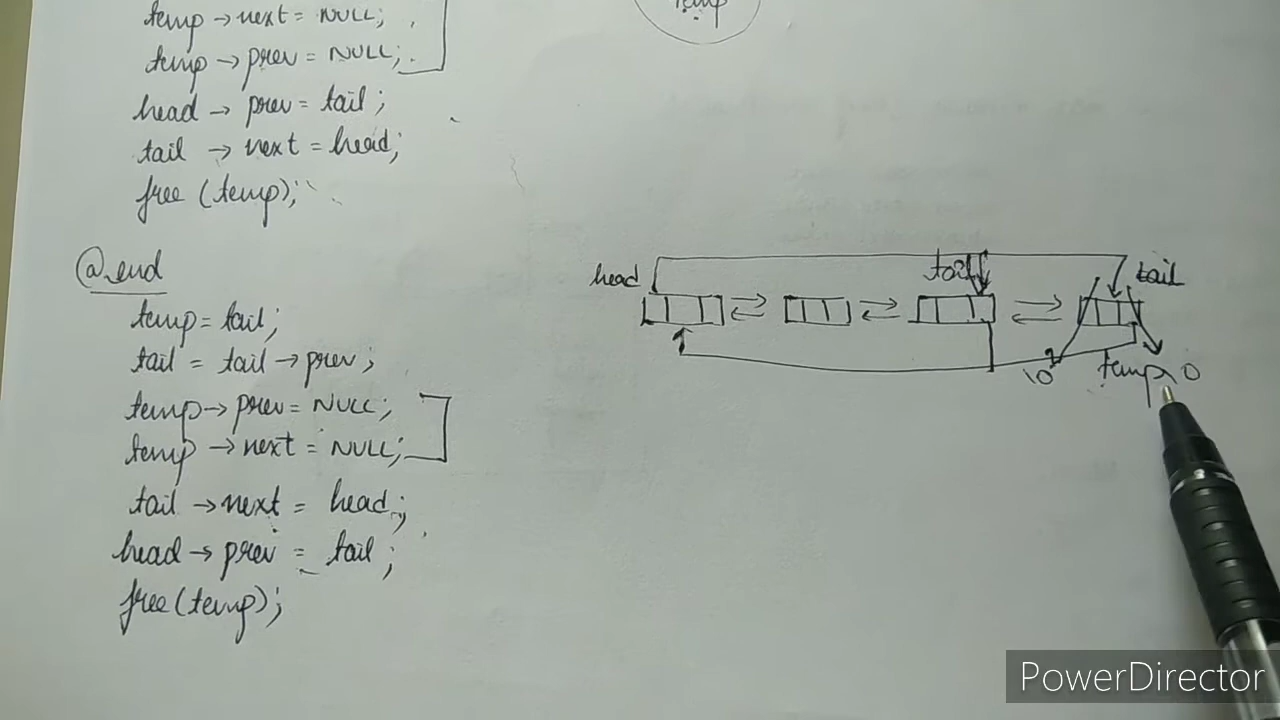 temp → next = NULL;
temp → prev = NULL;
head → prev = tail;
tail → next = head;
free (temp);
temp
@ end
temp = tail;
tail = tail → prev;
temp → prev = NULL;
temp → next = NULL;
tail → next = head;
head → prev = tail;
free (temp);
head
tail
tail
\0
temp \0
PowerDirector